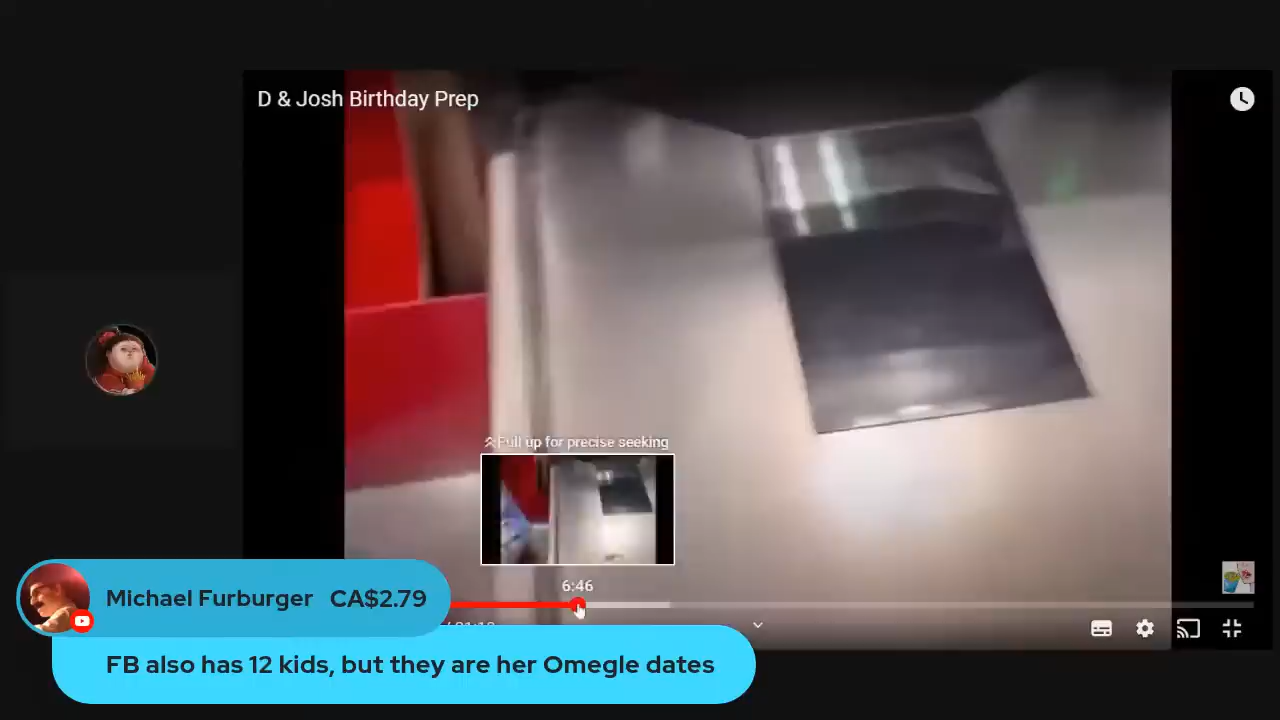 D & Josh Birthday Prep
Pull up for precise seeking
6:46
Michael Furburger CA$2.79
FB also has 12 kids, but they are her Omegle dates